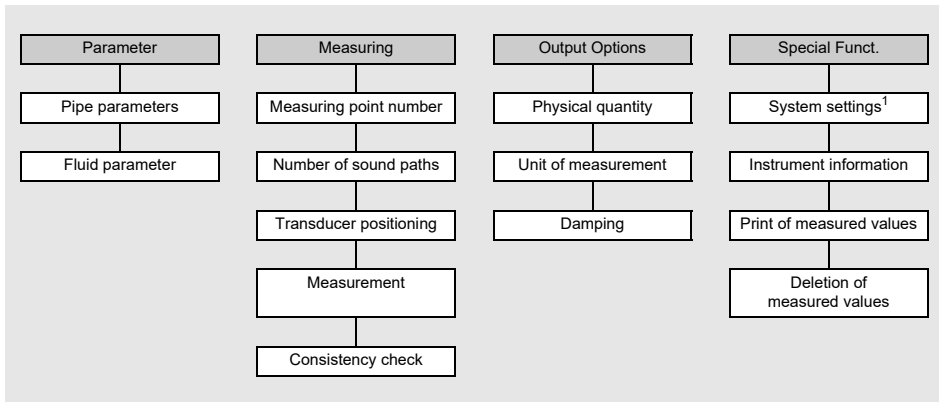 Parameter
Pipe parameters
Fluid parameter
Measuring
Measuring point number
Number of sound paths
Transducer positioning
Measurement
Consistency check
Output Options
Physical quantity
Unit of measurement
Damping
Special Funct.
System settings1
Instrument information
Print of measured values
Deletion of
measured values